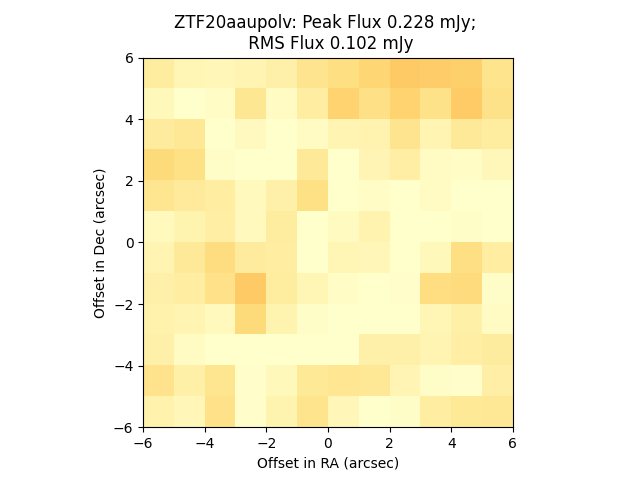 ZTF20aaupolv: Peak Flux 0.228 mJy;
RMS Flux 0.102 mJy
6
4
2
0
−2
−4
−6
Offset in Dec (arcsec)
−6 −4 −2 0 2 4 6
Offset in RA (arcsec)